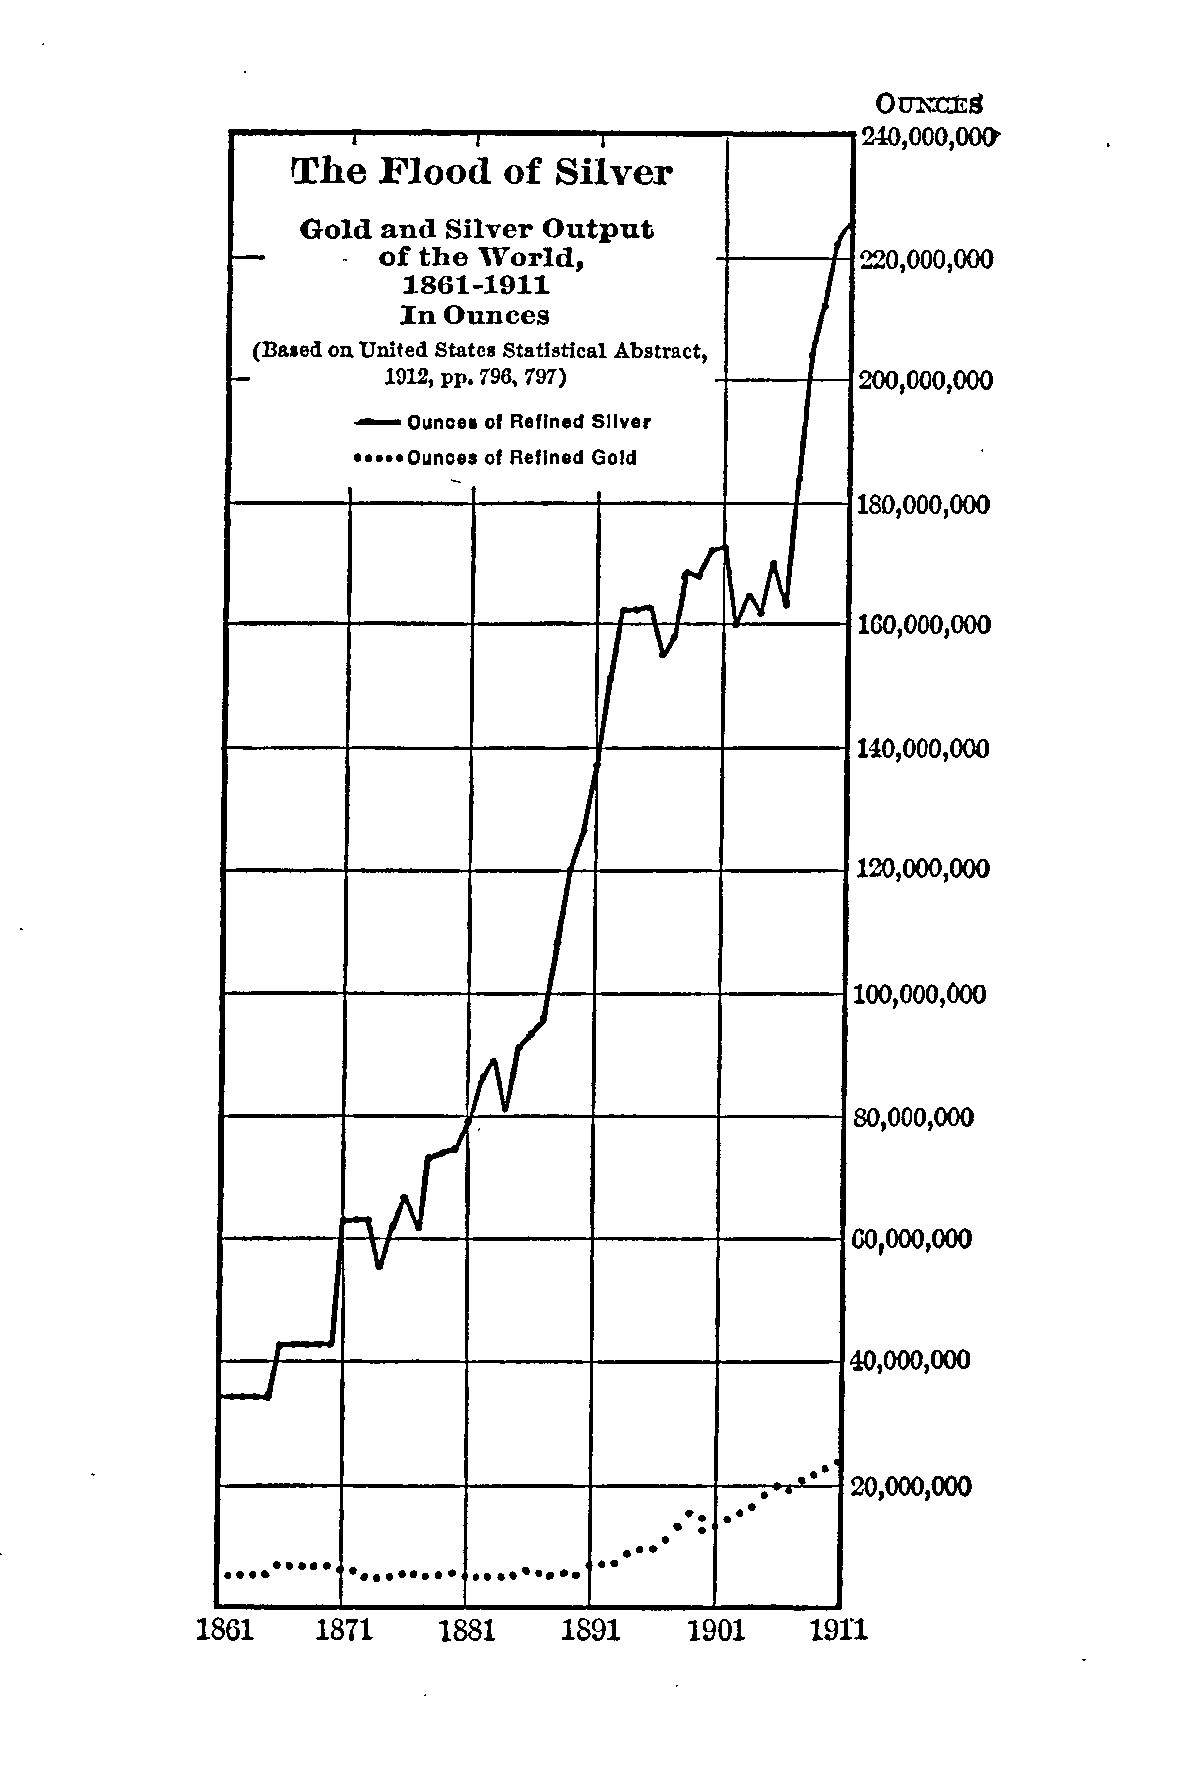 OUNCES
240,000,000
The Flood of Silver
Gold and Silver Output
of the World,
1861-1911
In Ounces
(Based on United States Statistical Abstract,
1912, pp. 796, 797)
Ounces of Refined Silver
Ounces of Refined Gold
220,000,000
200,000,000
180,000,000
160,000,000
140,000,000
120,000,000
100,000,000
80,000,000
60,000,000
40,000,000
20,000,000
1861 1871 1881 1891 1901 1911